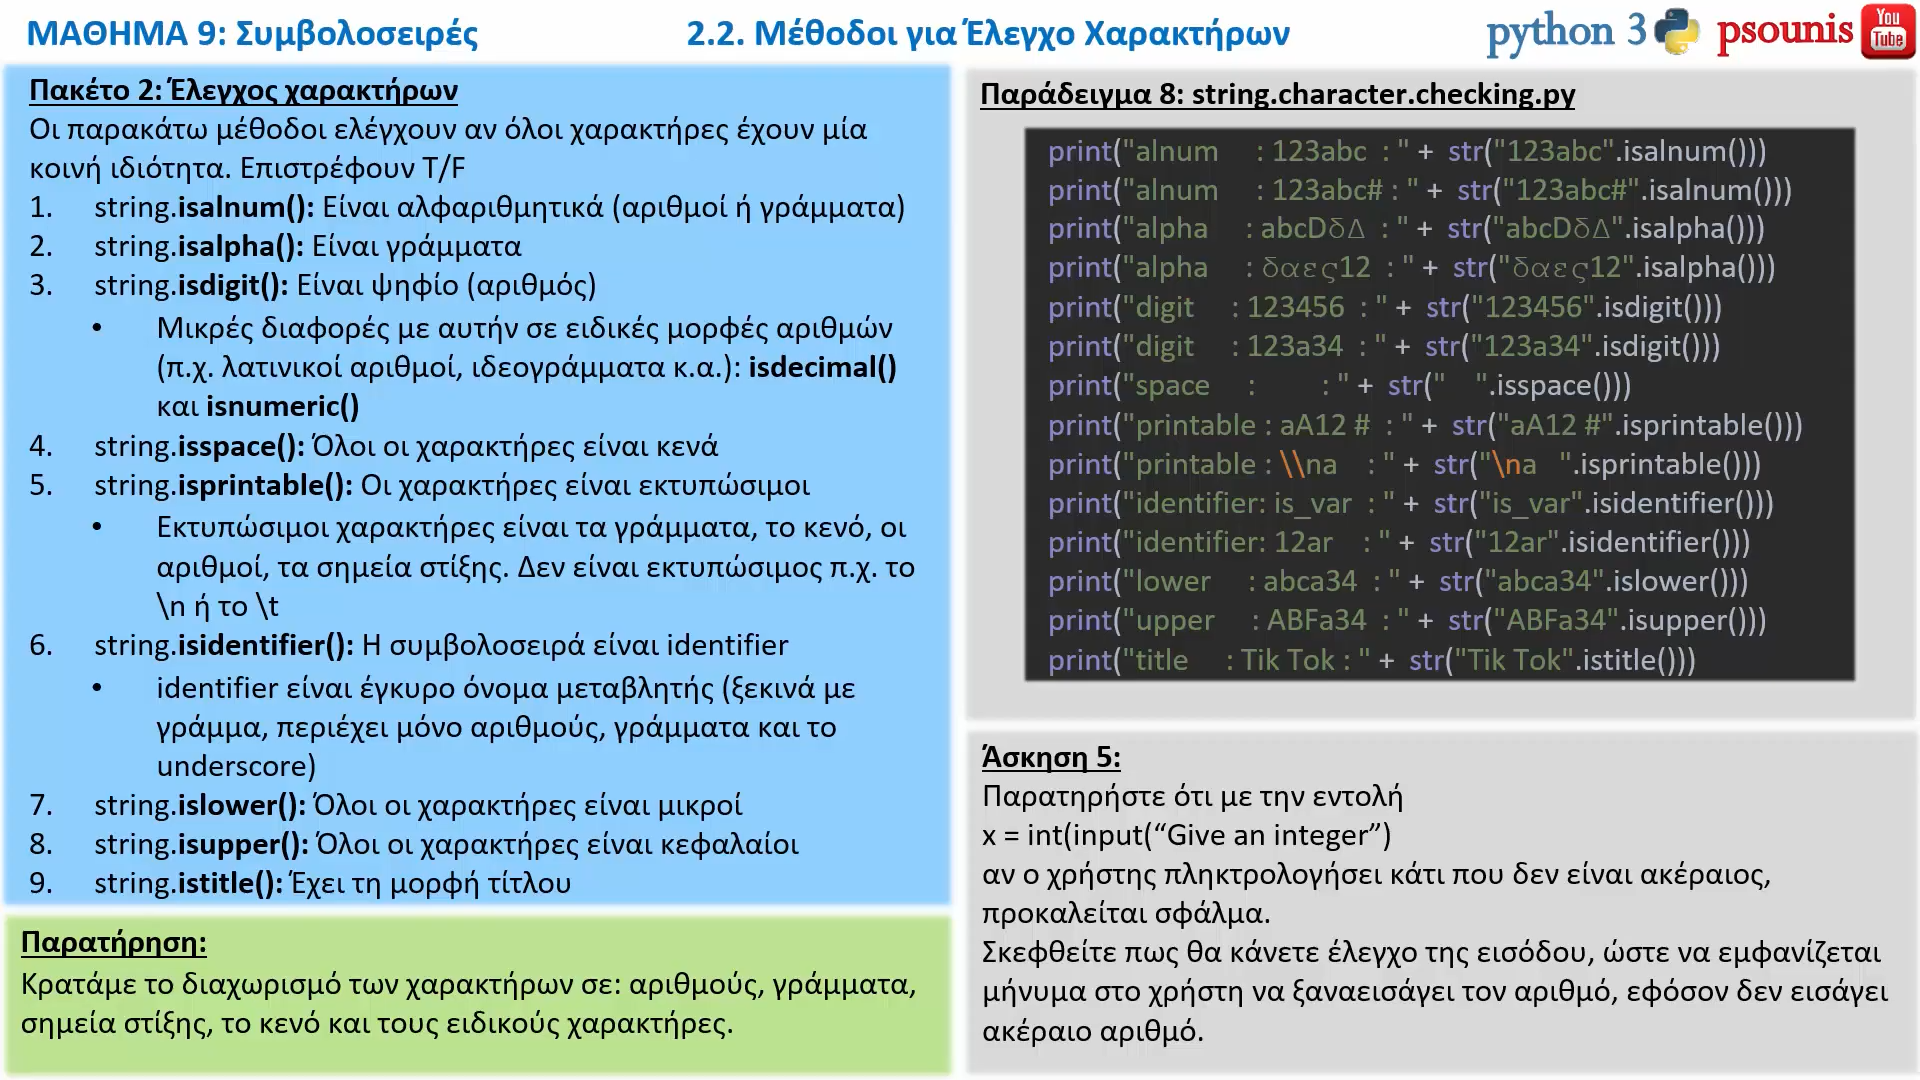 ΜΑΘΗΜΑ 9: Συμβολοσειρές
2.2. Μέθοδοι για Έλεγχο Χαρακτήρων
python 3
psounis
You
Tube
Πακέτο 2: Έλεγχος χαρακτήρων
Οι παρακάτω μέθοδοι ελέγχουν αν όλοι χαρακτήρες έχουν μία
κοινή ιδιότητα. Επιστρέφουν T/F
1. string.isalnum(): Είναι αλφαριθμητικά (αριθμοί ή γράμματα)
2. string.isalpha(): Είναι γράμματα
3. string.isdigit(): Είναι ψηφίο (αριθμός)
• Μικρές διαφορές με αυτήν σε ειδικές μορφές αριθμών
(π.χ. λατινικοί αριθμοί, ιδεογράμματα κ.α.): isdecimal()
και isnumeric()
4. string.isspace(): Όλοι οι χαρακτήρες είναι κενά
5. string.isprintable(): Οι χαρακτήρες είναι εκτυπώσιμοι
• Εκτυπώσιμοι χαρακτήρες είναι τα γράμματα, το κενό, οι
αριθμοί, τα σημεία στίξης. Δεν είναι εκτυπώσιμος π.χ. το
\n ή το \t
6. string.isidentifier(): Η συμβολοσειρά είναι identifier
• identifier είναι έγκυρο όνομα μεταβλητής (ξεκινά με
γράμμα, περιέχει μόνο αριθμούς, γράμματα και το
underscore)
7. string.islower(): Όλοι οι χαρακτήρες είναι μικροί
8. string.isupper(): Όλοι οι χαρακτήρες είναι κεφαλαίοι
9. string.istitle(): Έχει τη μορφή τίτλου
Παρατήρηση:
Κρατάμε το διαχωρισμό των χαρακτήρων σε: αριθμούς, γράμματα,
σημεία στίξης, το κενό και τους ειδικούς χαρακτήρες.
Παράδειγμα 8: string.character.checking.py
print("alnum     : 123abc  : " +  str("123abc".isalnum()))
print("alnum     : 123abc# : " +  str("123abc#".isalnum()))
print("alpha     : abcDδΔ  : " +  str("abcDδΔ".isalpha()))
print("alpha     : δαες12  : " +  str("δαες12".isalpha()))
print("digit     : 123456  : " +  str("123456".isdigit()))
print("digit     : 123a34  : " +  str("123a34".isdigit()))
print("space     :         : " +  str("    ".isspace()))
print("printable : aA12 #  : " +  str("aA12 #".isprintable()))
print("printable : \\na    : " +  str("\na   ".isprintable()))
print("identifier: is_var  : " +  str("is_var".isidentifier()))
print("identifier: 12ar    : " +  str("12ar".isidentifier()))
print("lower     : abca34  : " +  str("abca34".islower()))
print("upper     : ABFa34  : " +  str("ABFa34".isupper()))
print("title     : Tik Tok : " +  str("Tik Tok".istitle()))
Άσκηση 5:
Παρατηρήστε ότι με την εντολή
x = int(input(“Give an integer”)
αν ο χρήστης πληκτρολογήσει κάτι που δεν είναι ακέραιος,
προκαλείται σφάλμα.
Σκεφθείτε πως θα κάνετε έλεγχο της εισόδου, ώστε να εμφανίζεται
μήνυμα στο χρήστη να ξαναεισάγει τον αριθμό, εφόσον δεν εισάγει
ακέραιο αριθμό.